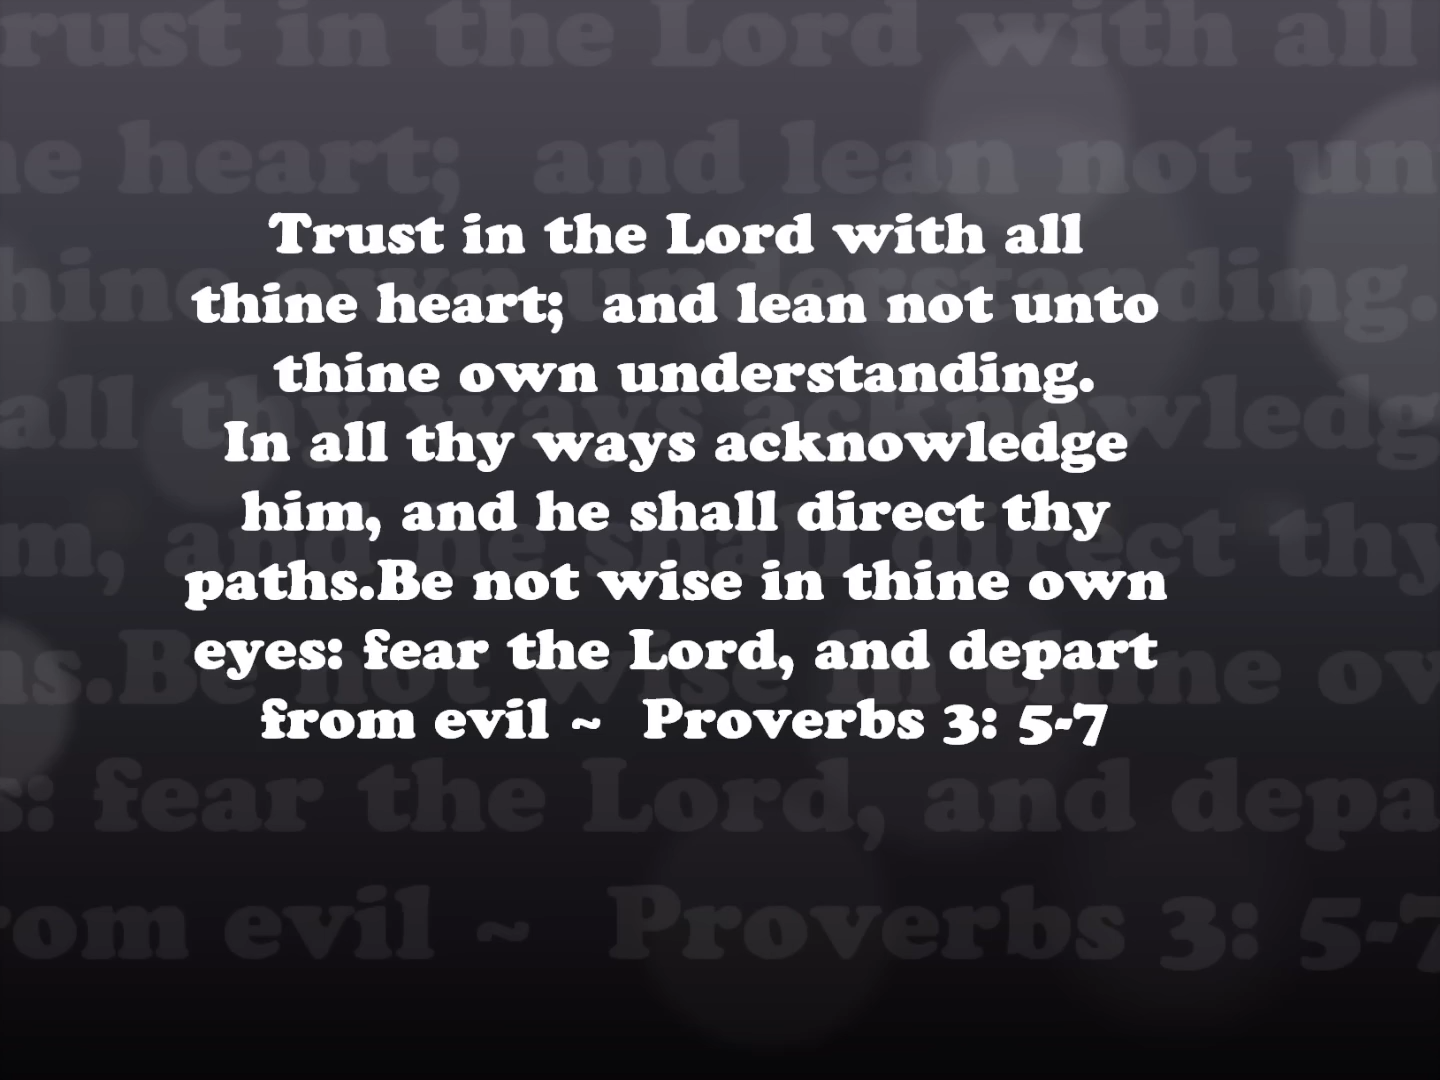 Trust in the Lord with all
thine heart;  and lean not unto
thine own understanding.
In all thy ways acknowledge
him, and he shall direct thy
paths.Be not wise in thine own
eyes: fear the Lord, and depart
from evil ~  Proverbs 3: 5-7